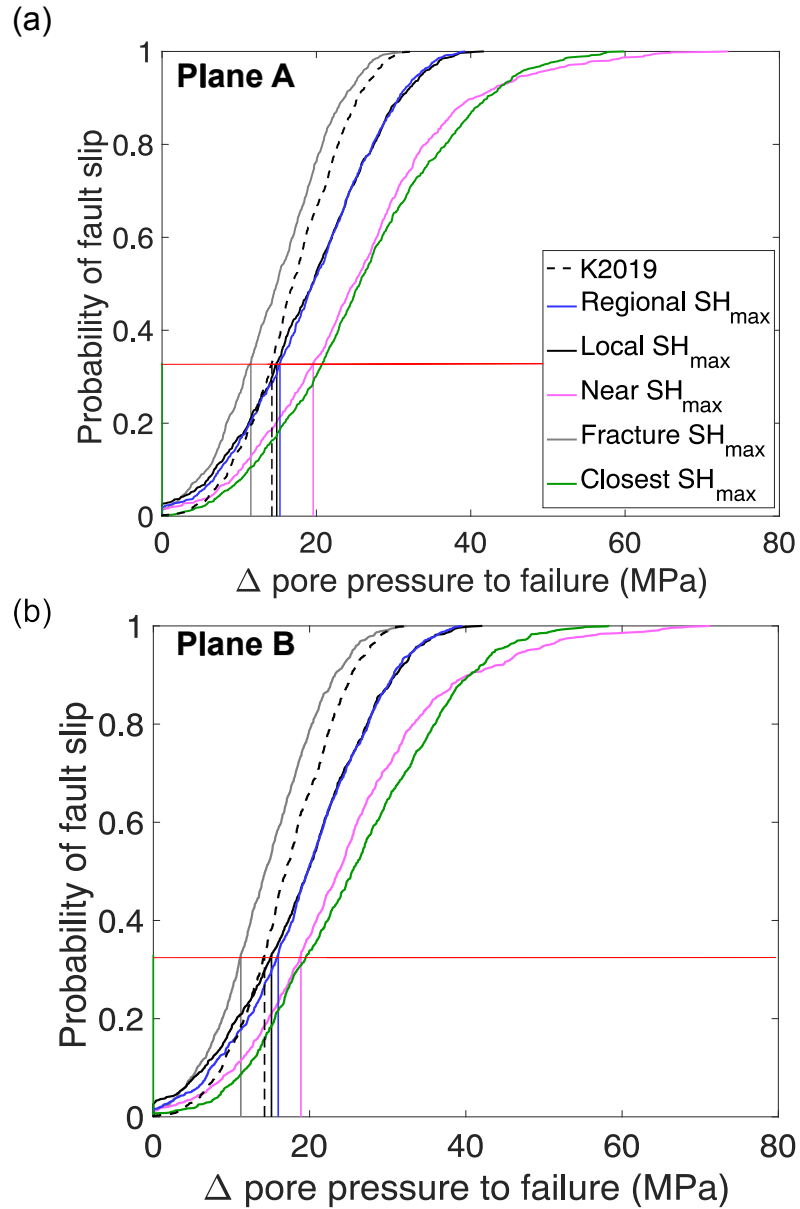 (a)
Plane A
Probability of fault slip
1
0.8
0.6
0.4
0.2
0
K2019
Regional SHmax
Local SHmax
Near SHmax
Fracture SHmax
Closest SHmax
0 20 40 60 80
Δ pore pressure to failure (MPa)
(b)
Plane B
Probability of fault slip
1
0.8
0.6
0.4
0.2
0
0 20 40 60 80
Δ pore pressure to failure (MPa)